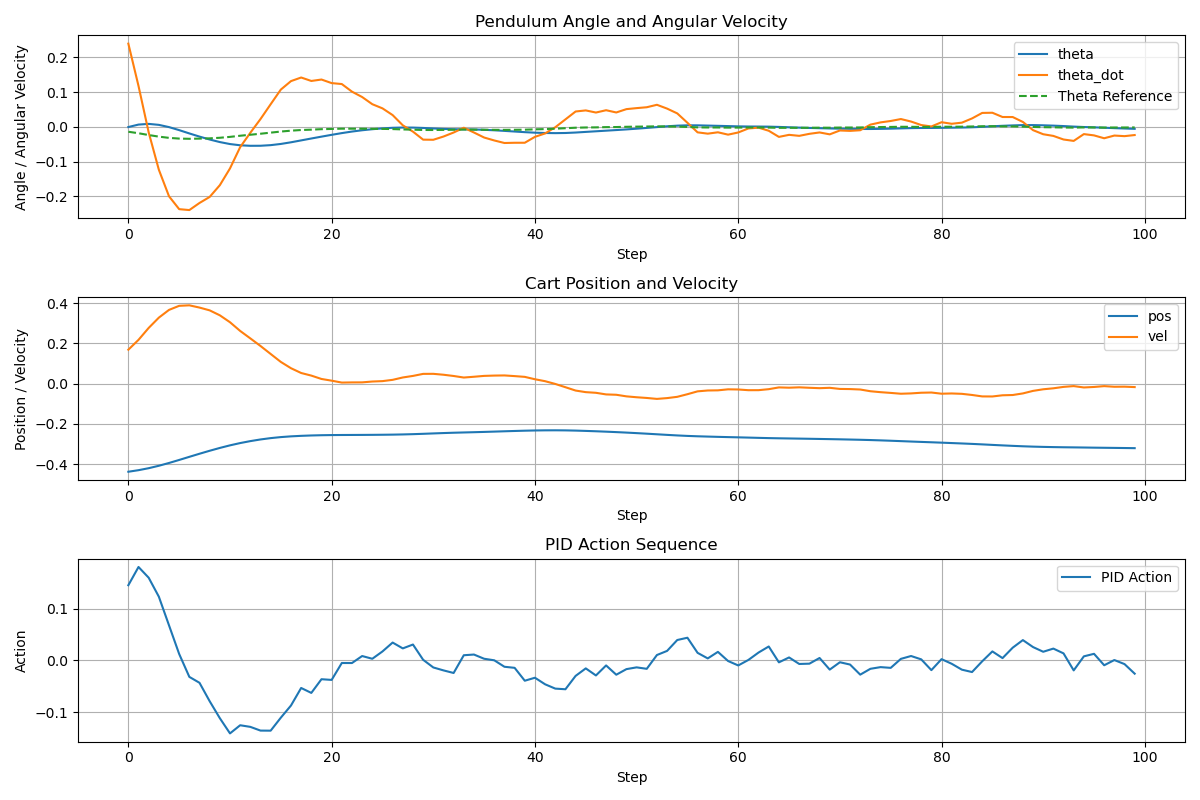 Pendulum Angle and Angular Velocity
Angle / Angular Velocity
0.2
0.1
0.0
−0.1
−0.2
theta
theta_dot
Theta Reference
0 20 40 60 80 100
Step
Cart Position and Velocity
Position / Velocity
0.4
0.2
0.0
−0.2
−0.4
pos
vel
0 20 40 60 80 100
Step
PID Action Sequence
Action
0.1
0.0
−0.1
PID Action
0 20 40 60 80 100
Step